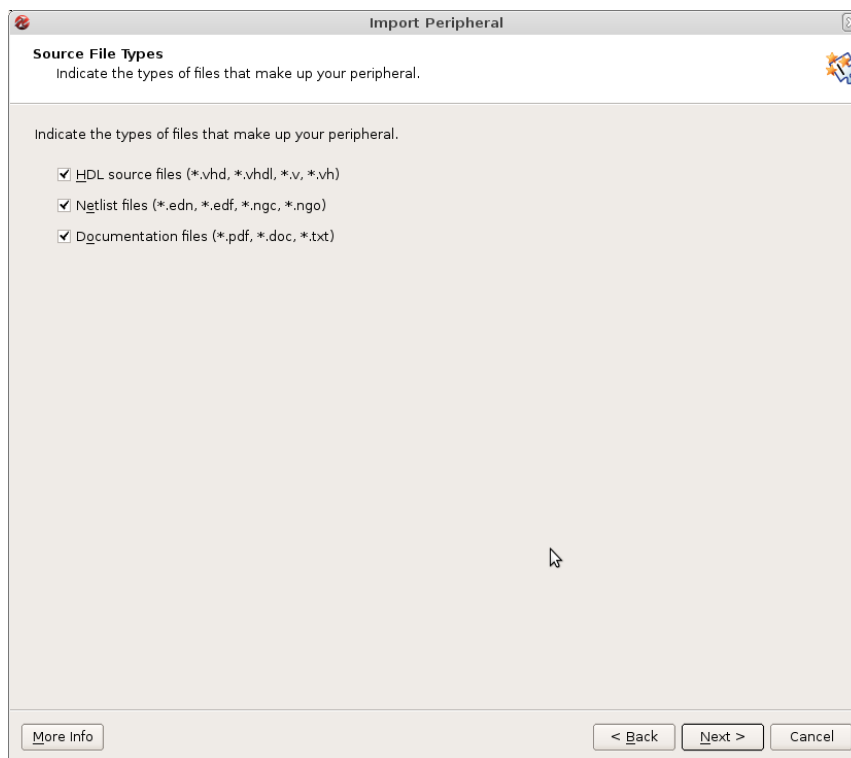 Import Peripheral
Source File Types
Indicate the types of files that make up your peripheral.
Indicate the types of files that make up your peripheral.
HDL source files (*.vhd, *.vhdl, *.v, *.vh)
Netlist files (*.edn, *.edf, *.ngc, *.ngo)
Documentation files (*.pdf, *.doc, *.txt)
More Info
< Back
Next >
Cancel